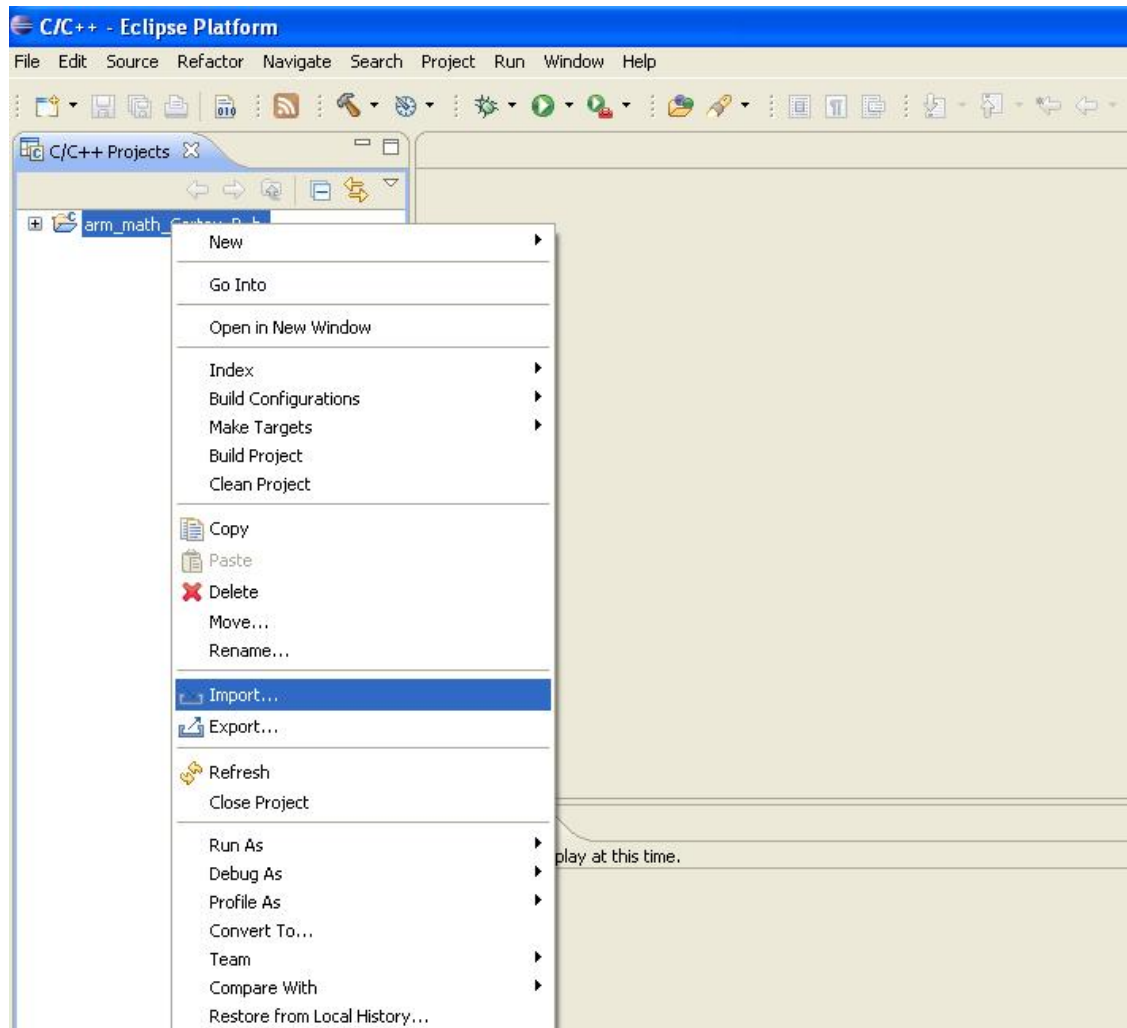 C/C++ - Eclipse Platform
File Edit Source Refactor Navigate Search Project Run Window Help
010
C/C++ Projects
arm_math_
New
Go Into
Open in New Window
Index
Build Configurations
Make Targets
Build Project
Clean Project
Copy
Paste
Delete
Move...
Rename...
Import...
Export...
Refresh
Close Project
Run As
play at this time.
Debug As
Profile As
Convert To...
Team
Compare With
Restore from Local History...